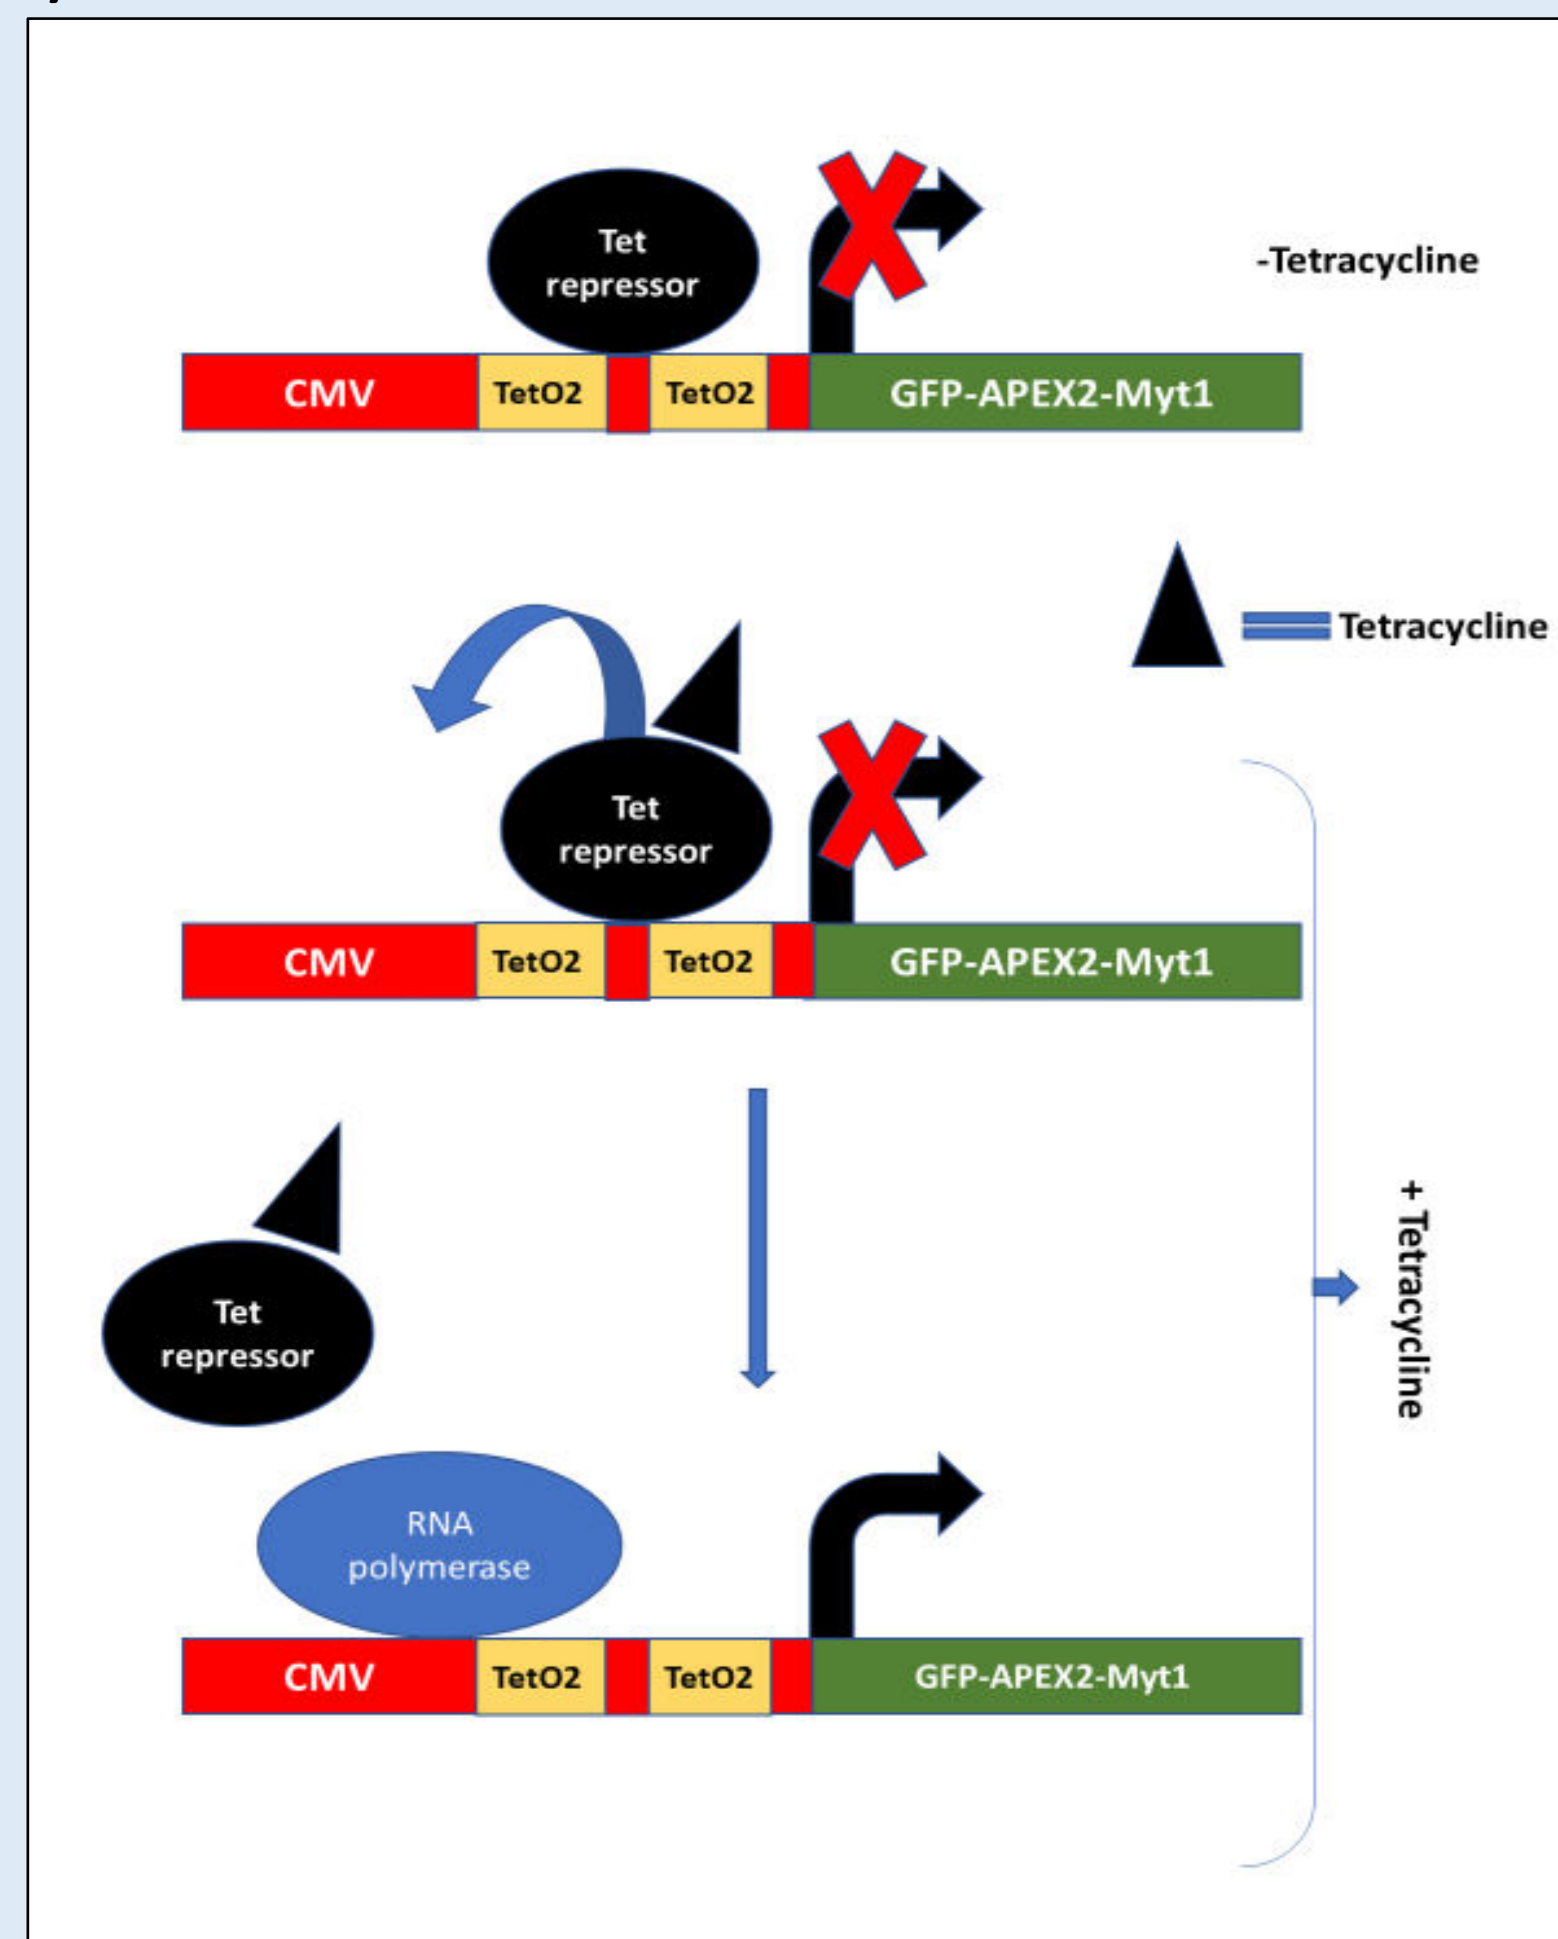 Tet
repressor
-Tetracycline
CMV
TetO2
TetO2
GFP-APEX2-Myt1
Tetracycline
Tet
repressor
CMV
TetO2
TetO2
GFP-APEX2-Myt1
+ Tetracycline
Tet
repressor
RNA
polymerase
CMV
TetO2
TetO2
GFP-APEX2-Myt1